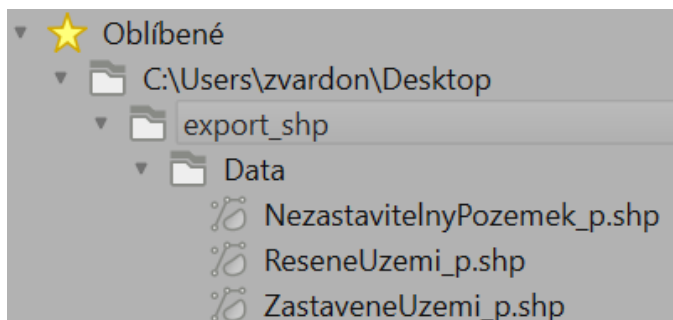 Oblíbené
C:\Users\zvardon\Desktop
export_shp
Data
NezastavitelnyPozemek_p.shp
ReseneUzemi_p.shp
ZastaveneUzemi_p.shp